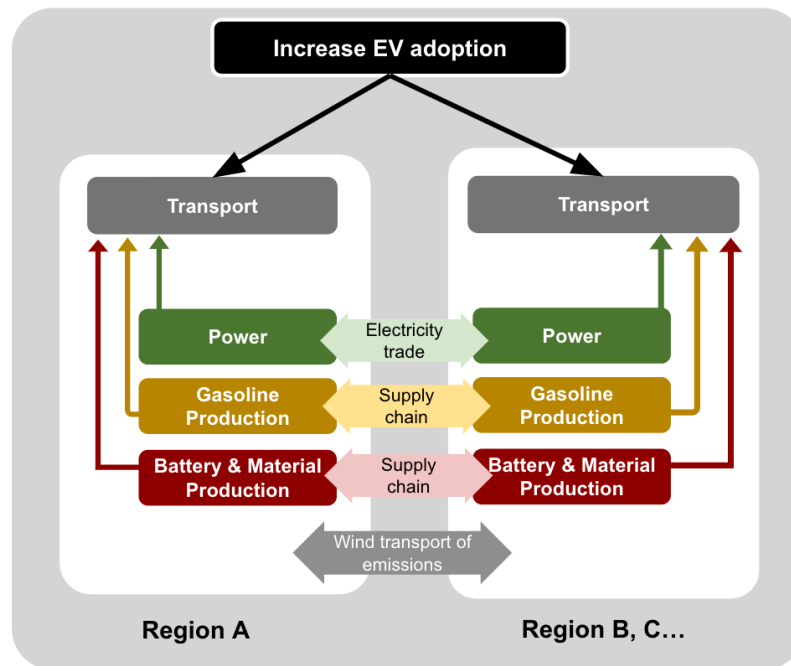 Increase EV adoption
Transport
Transport
Power
Electricity
trade
Power
Gasoline
Production
Supply
chain
Gasoline
Production
Battery & Material
Production
Supply
chain
Battery & Material
Production
Wind transport of
emissions
Region A
Region B, C...